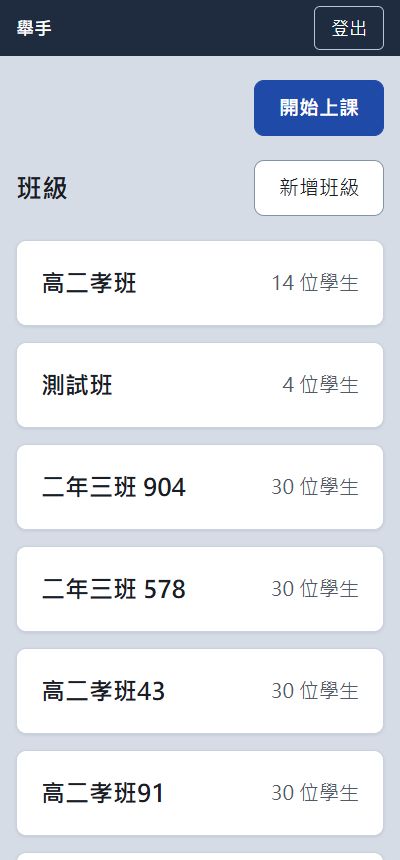 舉手
登出
開始上課
班級
新增班級
高二孝班
14 位學生
測試班
4 位學生
二年三班 904
30 位學生
二年三班 578
30 位學生
高二孝班43
30 位學生
高二孝班91
30 位學生